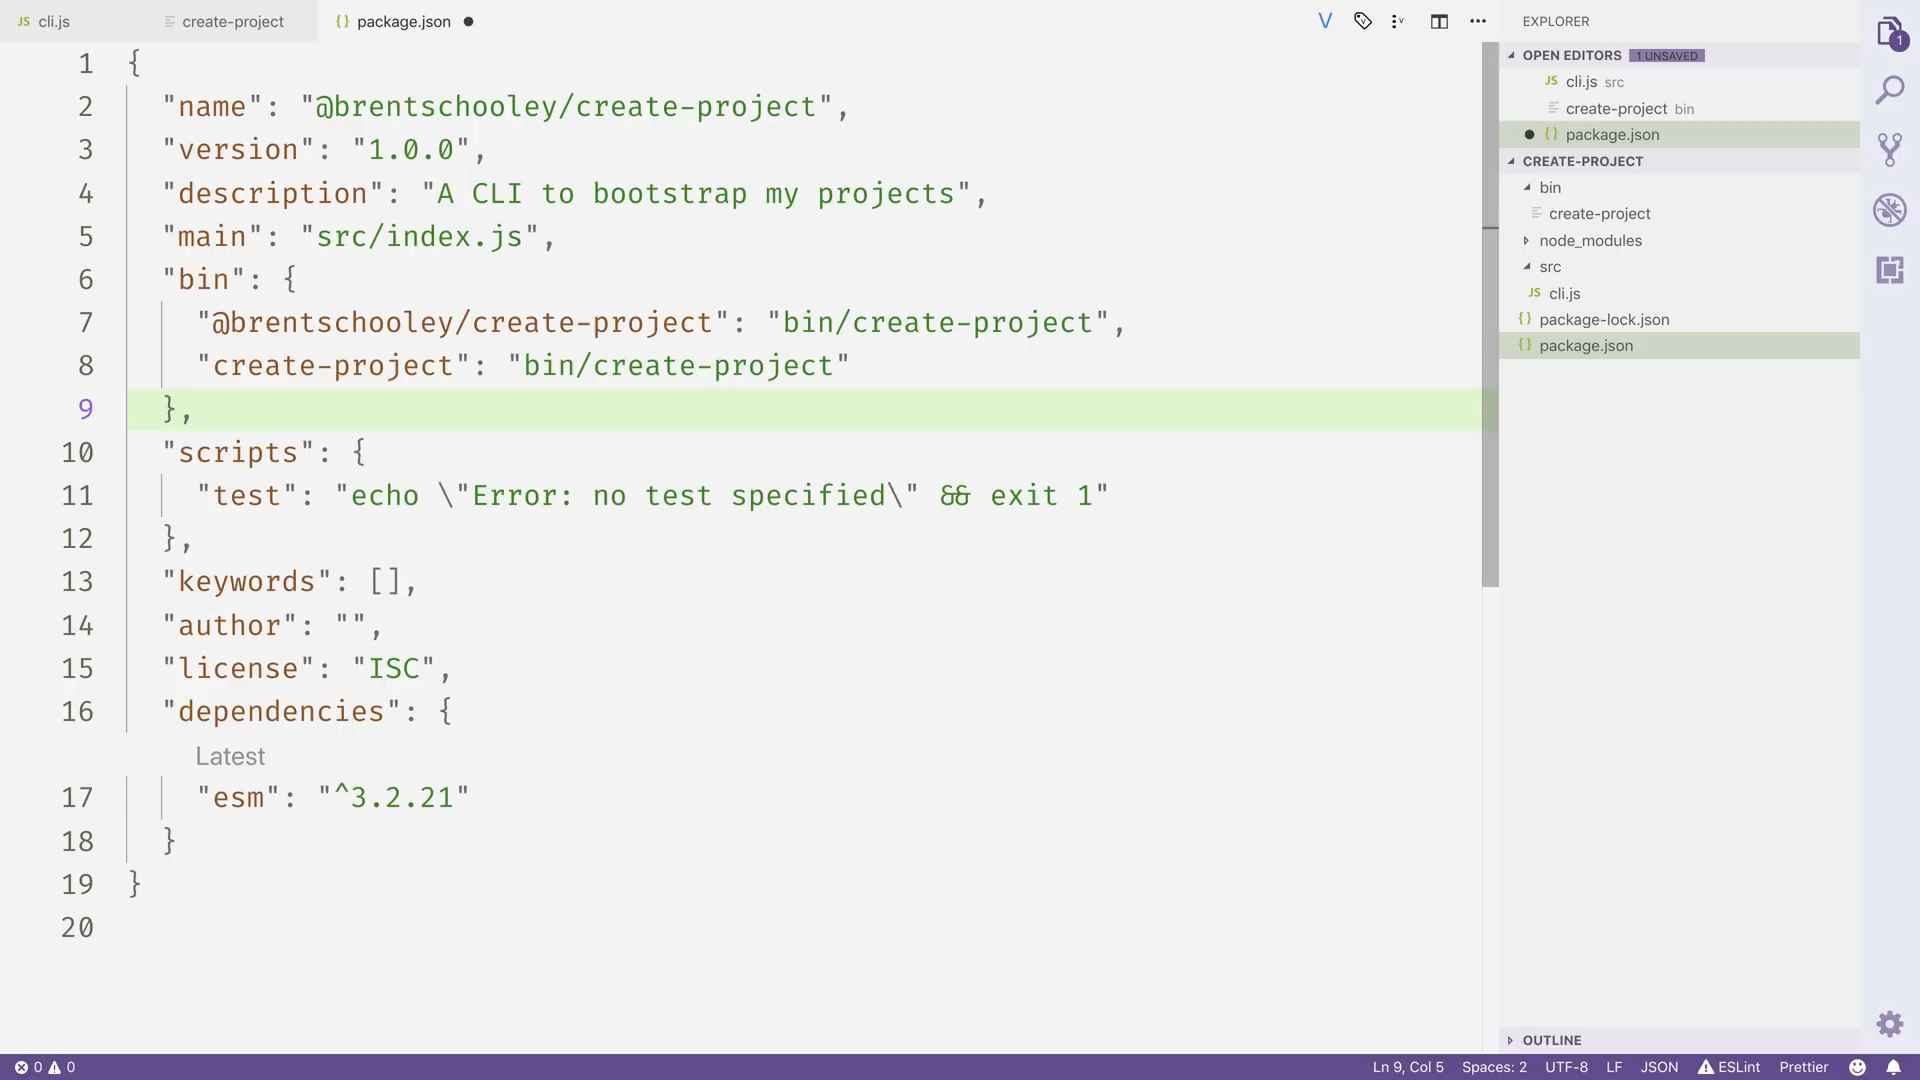 JS cli.js create-project {} package.json ●
1 {
2 "name": "@brentschooley/create-project",
3 "version": "1.0.0",
4 "description": "A CLI to bootstrap my projects",
5 "main": "src/index.js",
6 "bin": {
7 "@brentschooley/create-project": "bin/create-project",
8 "create-project": "bin/create-project"
9 },
10 "scripts": {
11 "test": "echo \"Error: no test specified\" && exit 1"
12 },
13 "keywords": [],
14 "author": "",
15 "license": "ISC",
16 "dependencies": {
Latest
17 "esm": "^3.2.21"
18 }
19 }
20
EXPLORER
OPEN EDITORS 1 UNSAVED
JS cli.js src
create-project bin
● {} package.json
CREATE-PROJECT
bin
create-project
node_modules
src
JS cli.js
{} package-lock.json
{} package.json
OUTLINE
1
0 0 Ln 9, Col 5 Spaces: 2 UTF-8 LF JSON ESLint Prettier